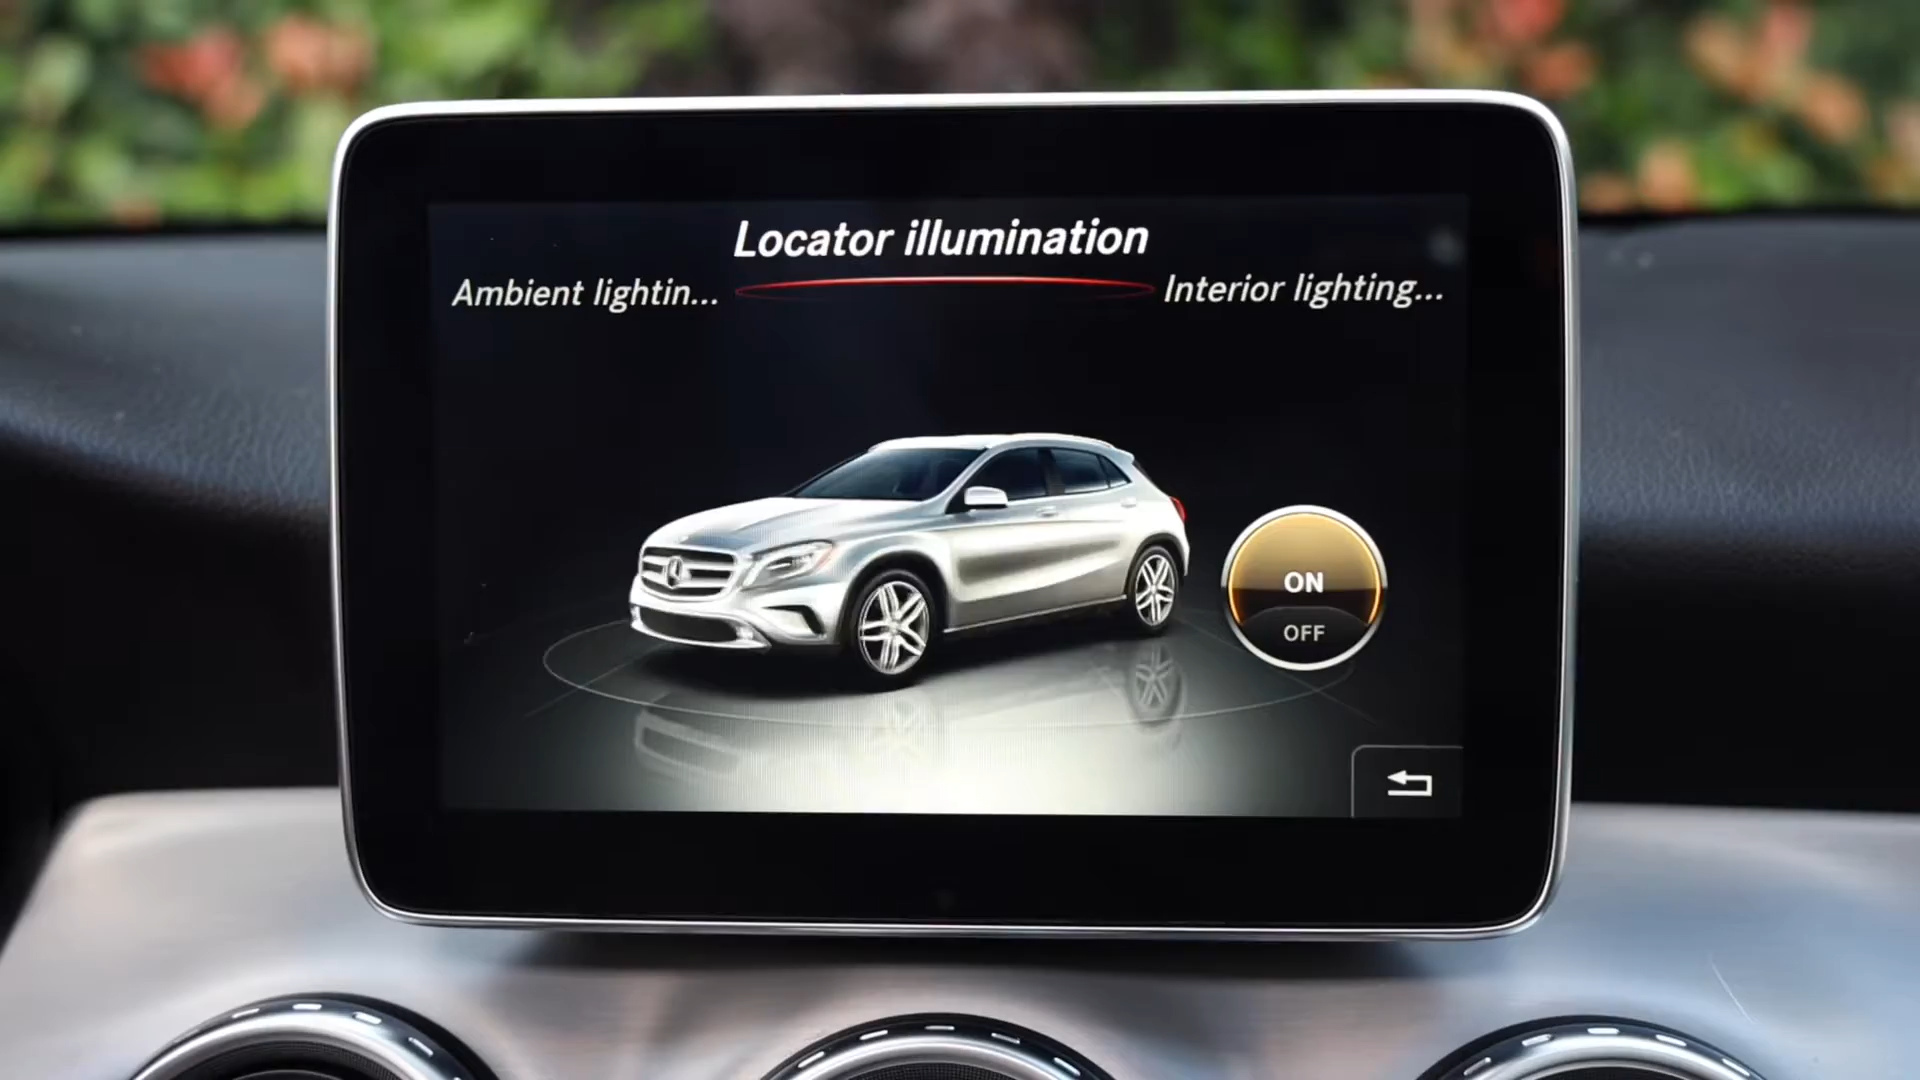 Locator illumination
Ambient lightin...
Interior lighting...
ON
OFF